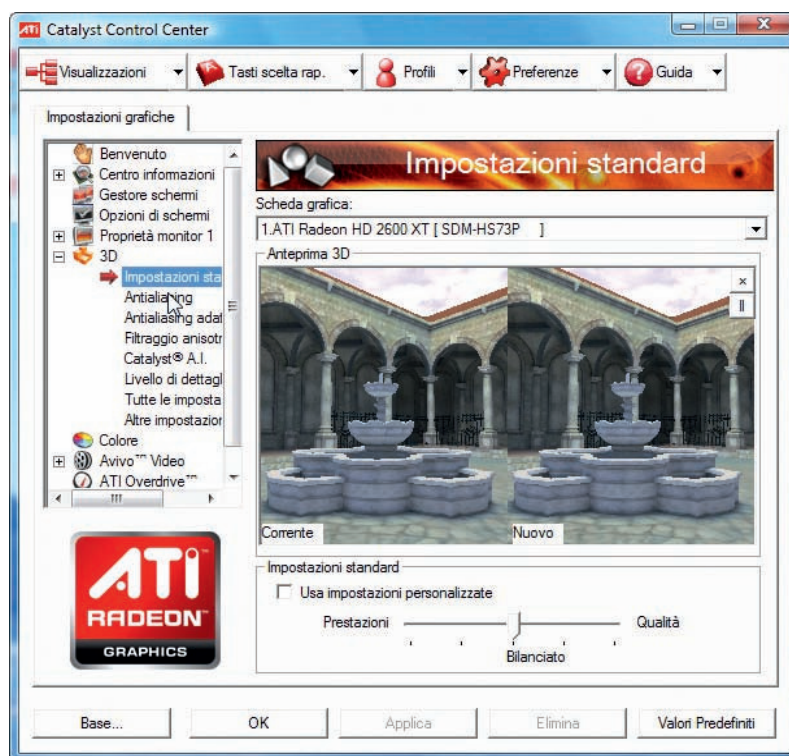 ATI Catalyst Control Center
Visualizzazioni
Tasti scelta rap.
Profili
Preferenze
Guida
Impostazioni grafiche
Benvenuto
Centro informazioni
Gestore schermi
Opzioni di schermi
Proprietà monitor 1
3D
Impostazioni sta
Antialiasing
Antialiasing adat
Filtraggio anisotr
Catalyst® A.I.
Livello di dettagl
Tutte le imposta
Altre impostazior
Colore
Avivo™ Video
ATI Overdrive™
ATI
RADEON™
GRAPHICS
Impostazioni standard
Scheda grafica:
1.ATI Radeon HD 2600 XT [ SDM-HS73P ]
Anteprima 3D
Corrente
Nuovo
Impostazioni standard
Usa impostazioni personalizzate
Prestazioni
Qualità
Bilanciato
Base...
OK
Applica
Elimina
Valori Predefiniti